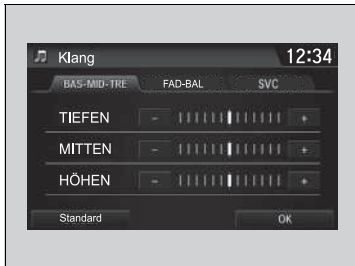 Klang 12:34
BAS-MID-TRE FAD-BAL SVC
TIEFEN - +
MITTEN - +
HÖHEN - +
Standard OK